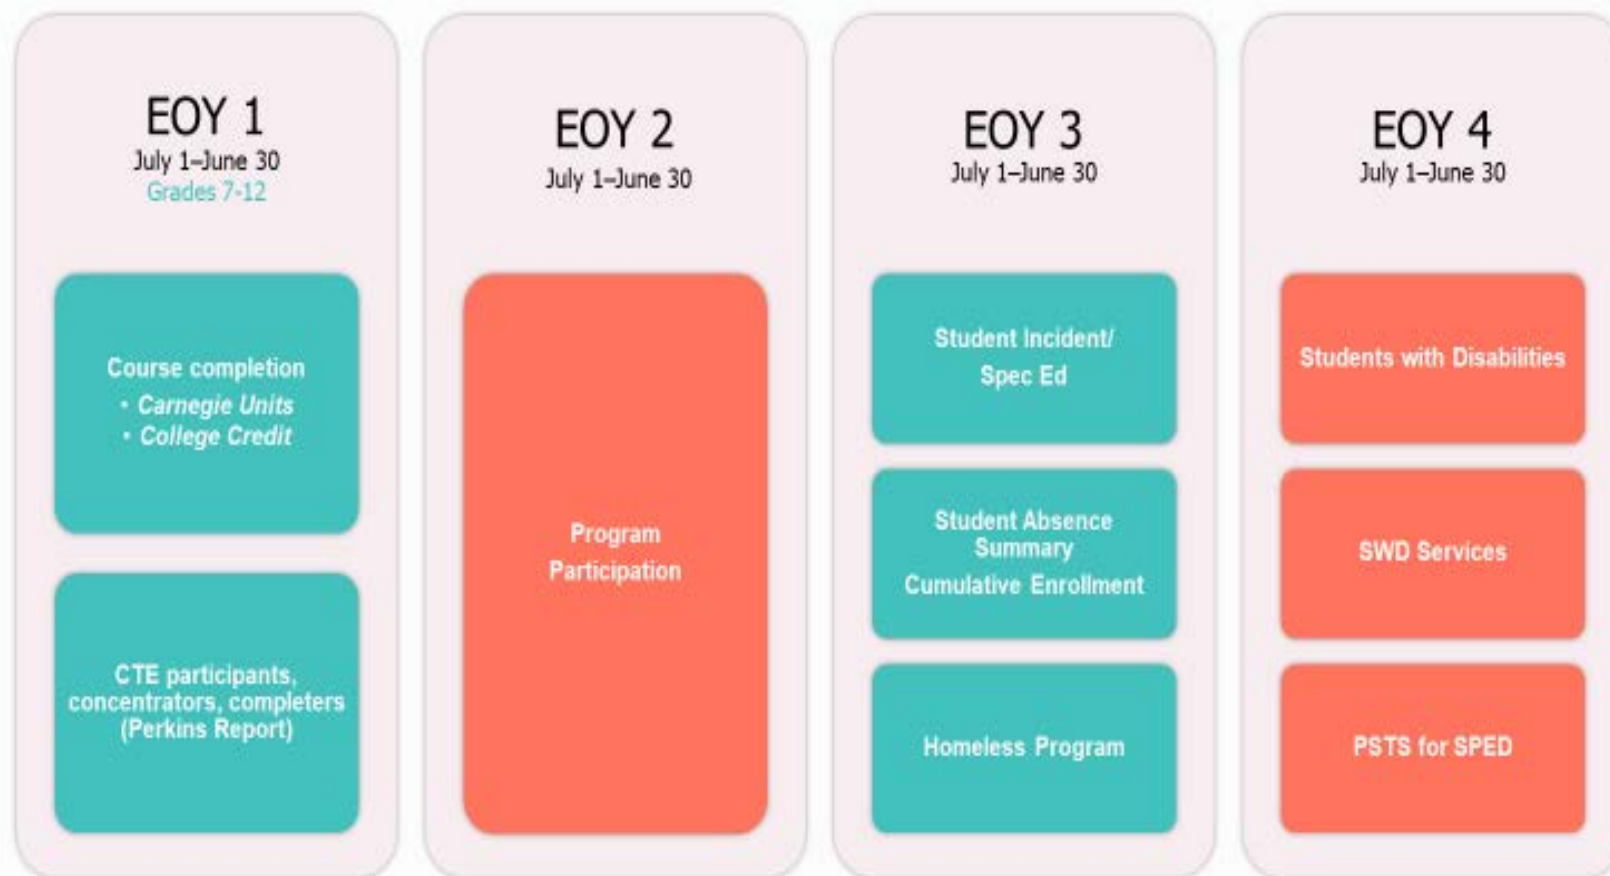 EOY 1
July 1–June 30
Grades 7-12
Course completion
• Carnegie Units
• College Credit
CTE participants,
concentrators, completers
(Perkins Report)
EOY 2
July 1–June 30
Program
Participation
EOY 3
July 1–June 30
Student Incident/
Spec Ed
Student Absence
Summary
Cumulative Enrollment
Homeless Program
EOY 4
July 1–June 30
Students with Disabilities
SWD Services
PSTS for SPED